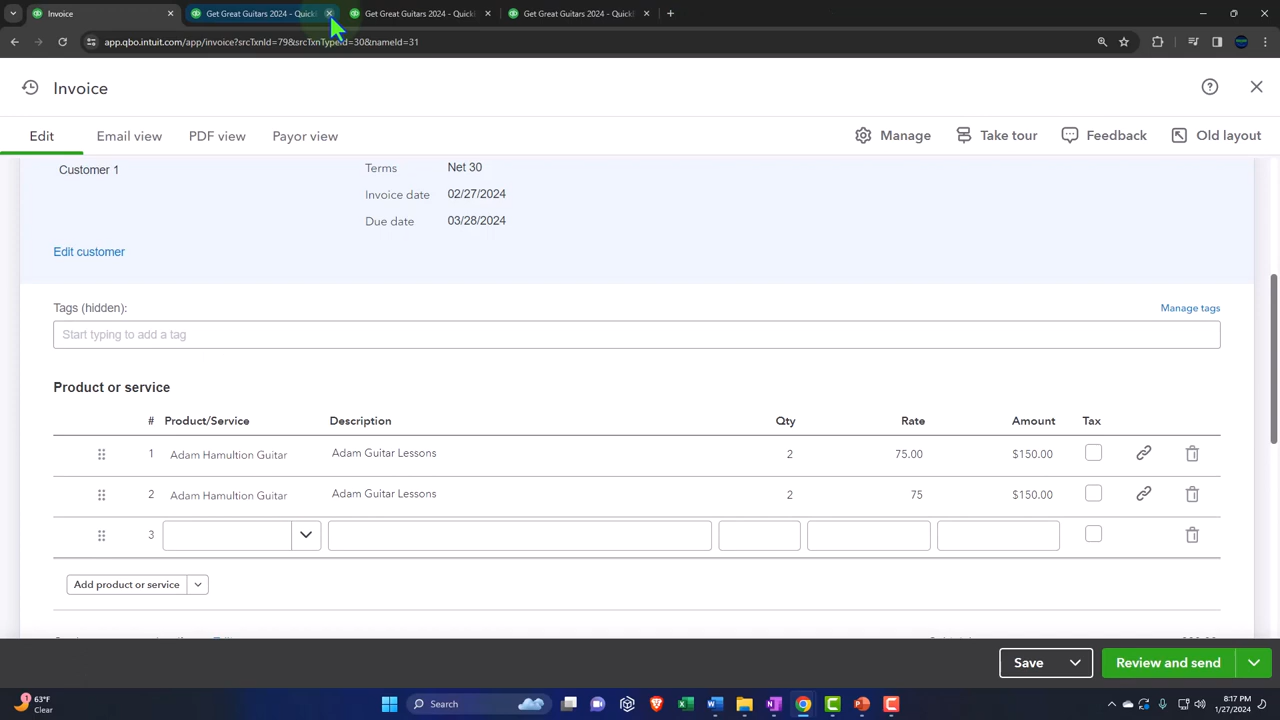 Invoice
Get Great Guitars 2024 - Quick
Get Great Guitars 2024 - Quick
Get Great Guitars 2024 - Quick
app.qbo.intuit.com/app/invoice?srcTxnId=79&srcTxnTypeId=30&nameId=31
Invoice
Edit Email view PDF view Payor view Manage Take tour Feedback Old layout
Customer 1
Terms Net 30
Invoice date 02/27/2024
Due date 03/28/2024
Edit customer
Tags (hidden): Manage tags
Start typing to add a tag
Product or service
# Product/Service Description Qty Rate Amount Tax
1 Adam Hamultion Guitar Adam Guitar Lessons 2 75.00 $150.00
2 Adam Hamultion Guitar Adam Guitar Lessons 2 75 $150.00
3
Add product or service
Save Review and send
63°F
Clear
Search
8:17 PM
1/27/2024